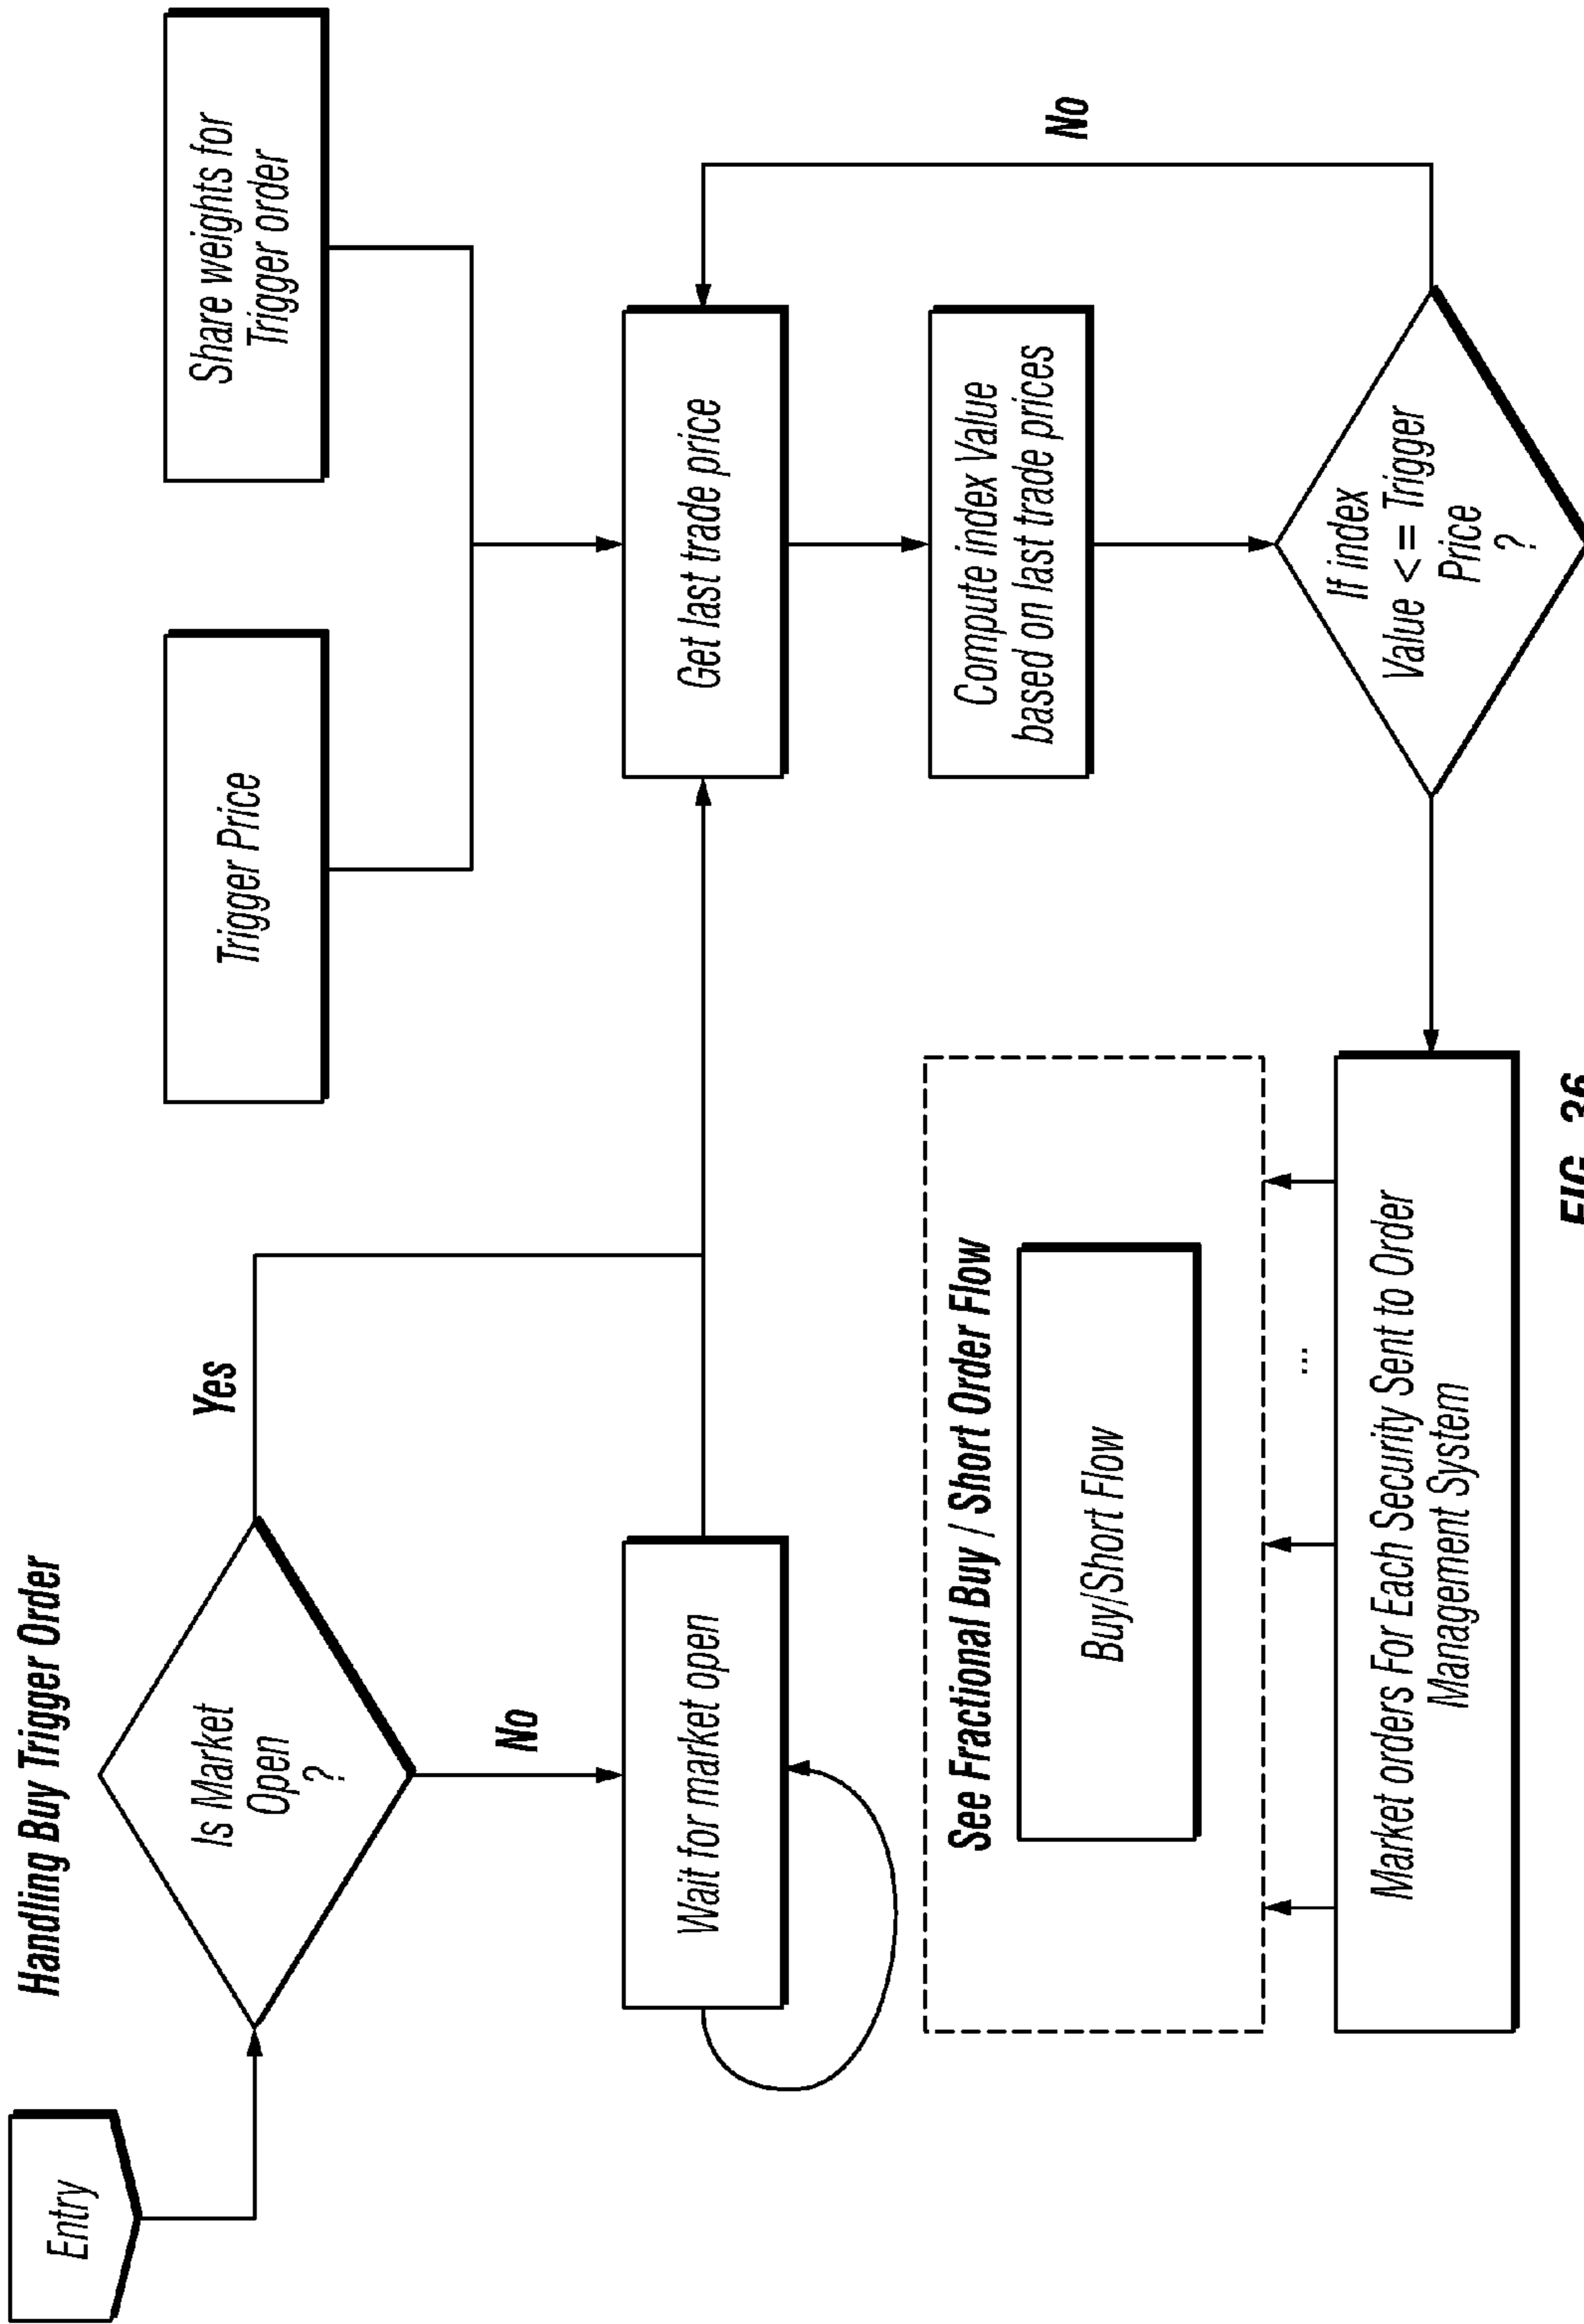 Handling Buy Trigger Order
Entry
Is Market
Open
?
Yes
No
Wait for market open
Trigger Price
Share weights for
Trigger order
Get last trade price
Compute index Value
based on last trade prices
If index
Value <= Trigger
Price
?
No
See Fractional Buy / Short Order Flow
Buy/Short Flow
...
Market orders For Each Security Sent to Order
Management System
FIG. 36